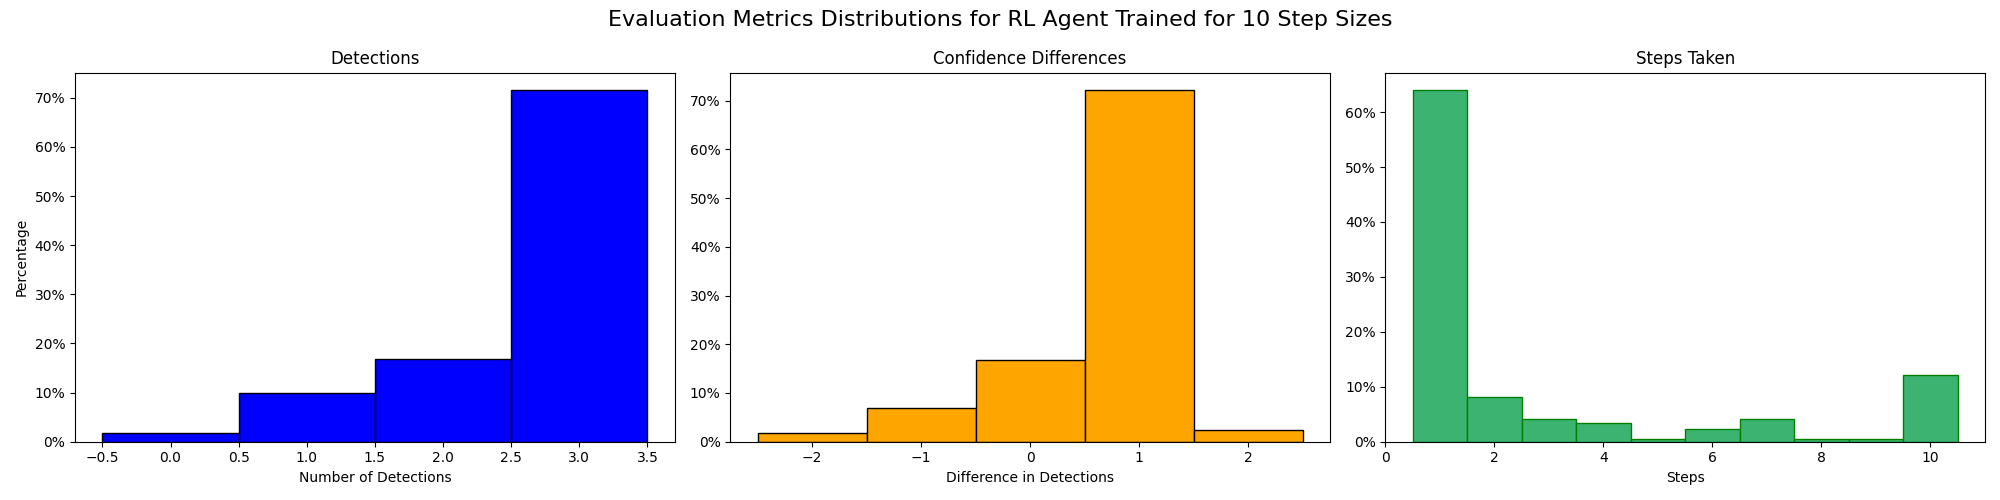 Evaluation Metrics Distributions for RL Agent Trained for 10 Step Sizes
Detections
70%
60%
50%
40%
30%
20%
10%
0%
Percentage
−0.5 0.0 0.5 1.0 1.5 2.0 2.5 3.0 3.5
Number of Detections
Confidence Differences
70%
60%
50%
40%
30%
20%
10%
0%
−2 −1 0 1 2
Difference in Detections
Steps Taken
60%
50%
40%
30%
20%
10%
0%
0 2 4 6 8 10
Steps